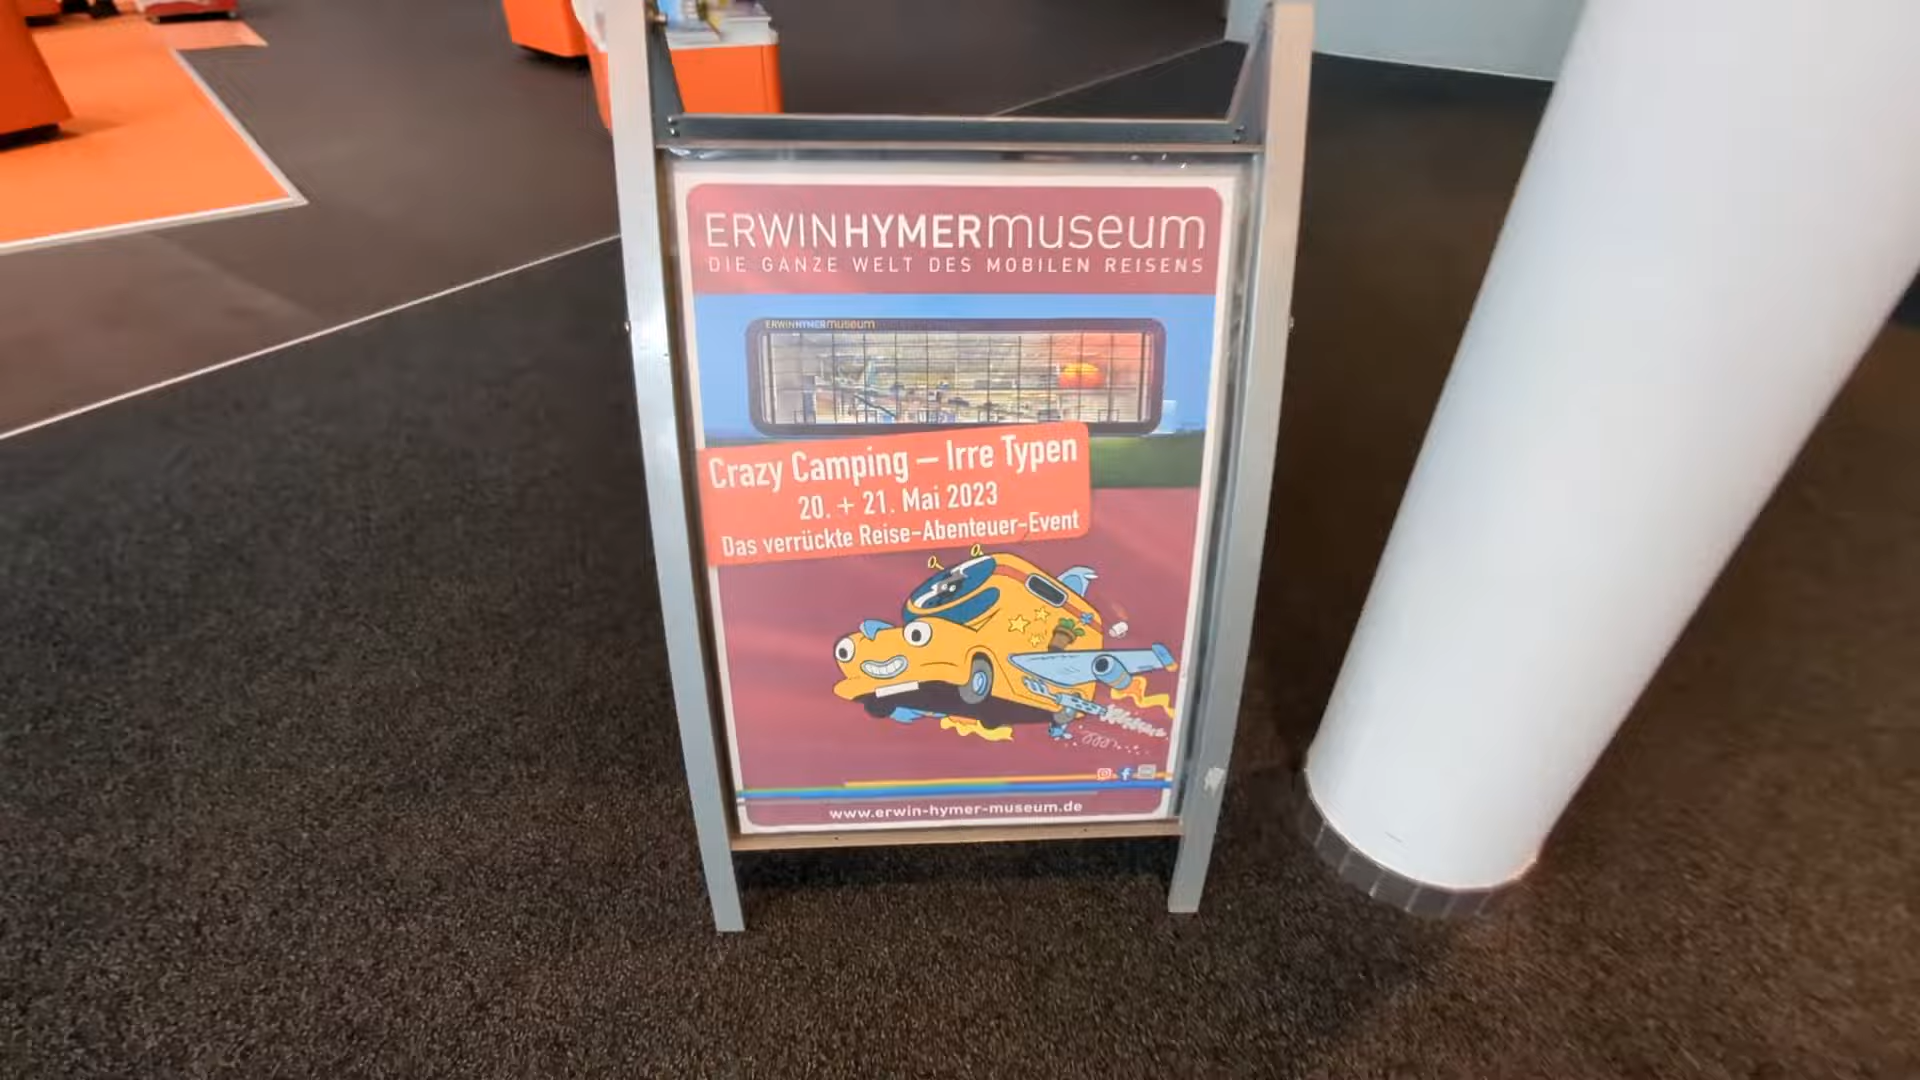 ERWINHYMERmuseum
DIE GANZE WELT DES MOBILEN REISENS
ERWINHYMERmuseum
Crazy Camping – Irre Typen
20. + 21. Mai 2023
Das verrückte Reise-Abenteuer-Event
www.erwin-hymer-museum.de